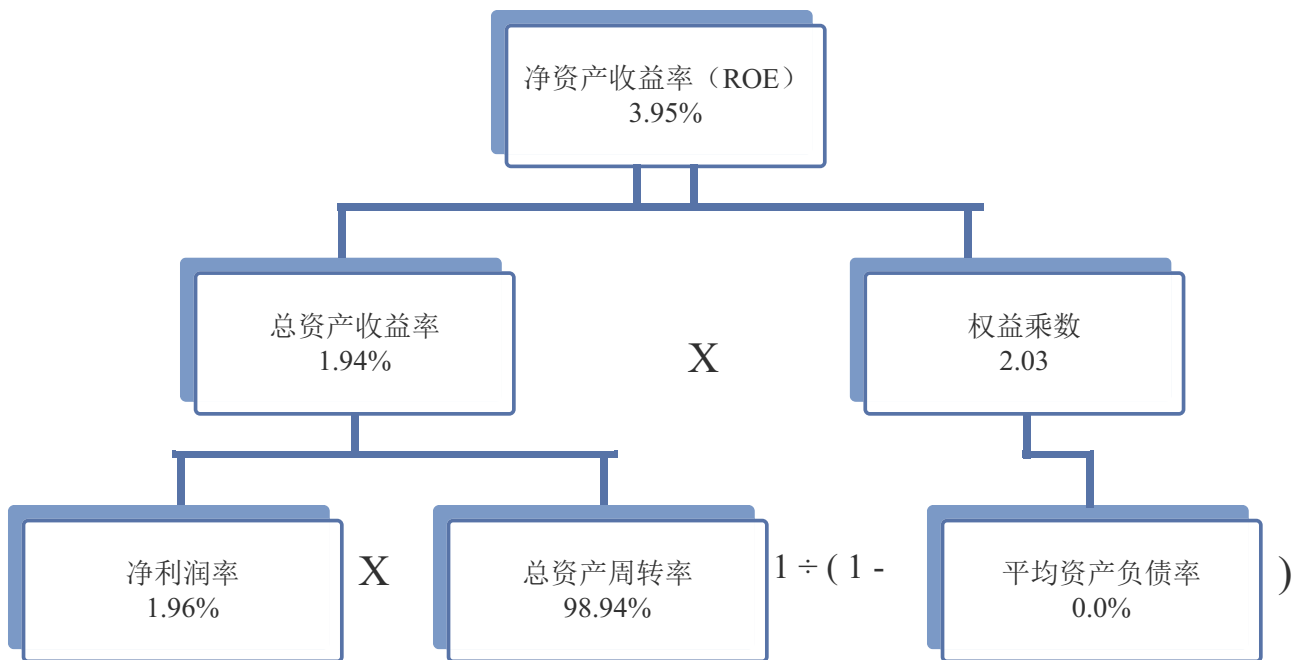 净资产收益率（ROE）
3.95%
总资产收益率
1.94%
X
权益乘数
2.03
净利润率
1.96%
X
总资产周转率
98.94%
1 ÷ ( 1 -
平均资产负债率
0.0%
)